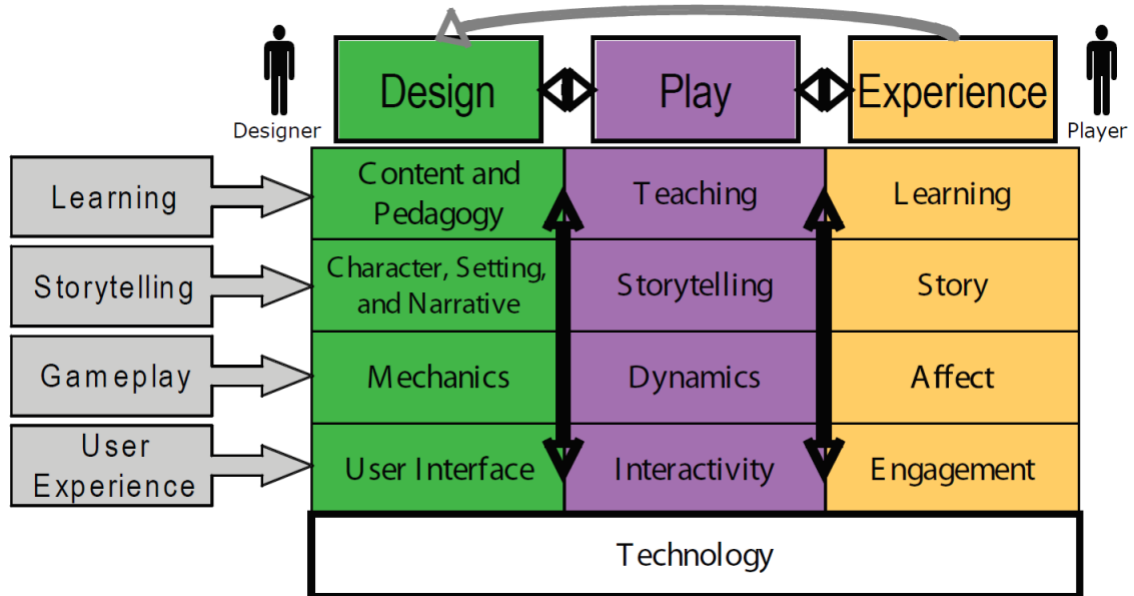 Design
Play
Experience
Designer
Player
Learning
Content and
Pedagogy
Teaching
Learning
Storytelling
Character, Setting,
and Narrative
Storytelling
Story
Gameplay
Mechanics
Dynamics
Affect
User
Experience
User Interface
Interactivity
Engagement
Technology